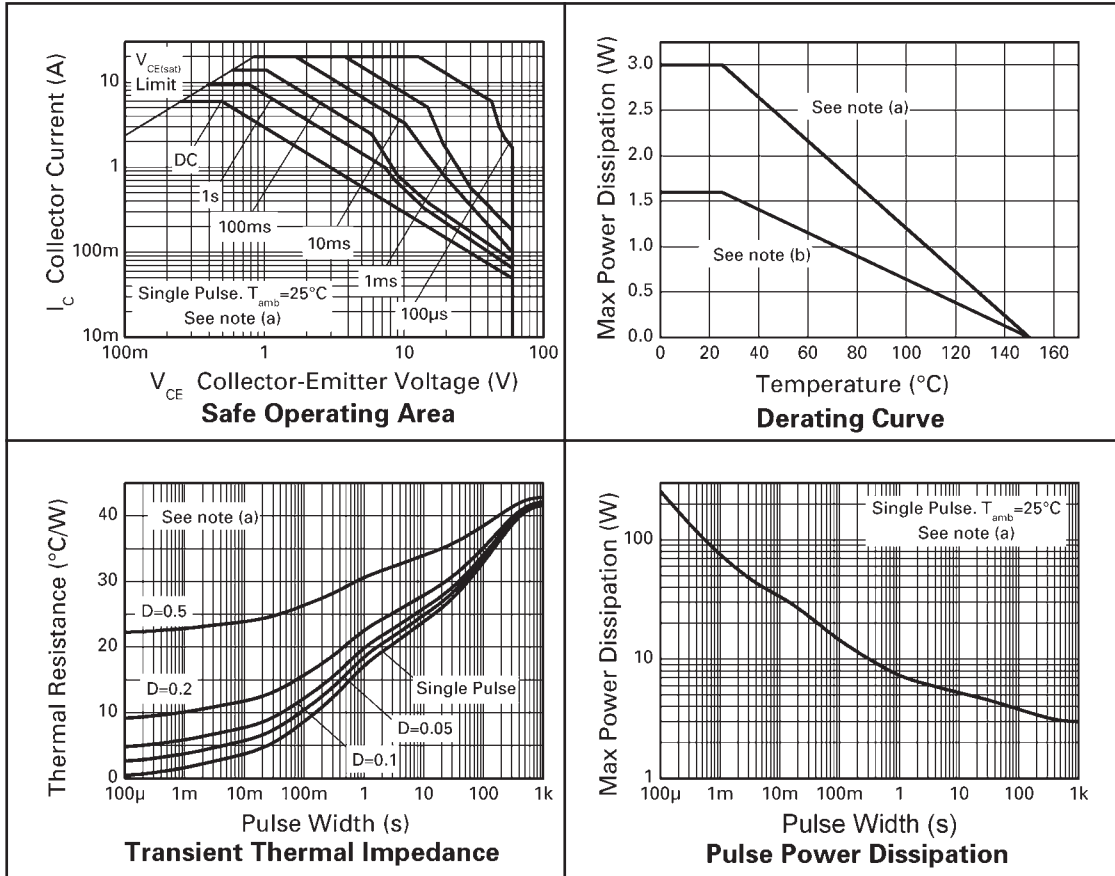 I_C Collector Current (A)
10
1
100m
10m
V_CE(sat)
Limit
DC
1s
100ms
10ms
1ms
100µs
Single Pulse. T_amb=25°C
See note (a)
100m 1 10 100
V_CE Collector-Emitter Voltage (V)
Safe Operating Area
Max Power Dissipation (W)
3.0
2.5
2.0
1.5
1.0
0.5
0.0
See note (a)
See note (b)
0 20 40 60 80 100 120 140 160
Temperature (°C)
Derating Curve
Thermal Resistance (°C/W)
40
30
20
10
0
See note (a)
D=0.5
D=0.2
Single Pulse
D=0.05
D=0.1
100µ 1m 10m 100m 1 10 100 1k
Pulse Width (s)
Transient Thermal Impedance
Max Power Dissipation (W)
100
10
1
Single Pulse. T_amb=25°C
See note (a)
100µ 1m 10m 100m 1 10 100 1k
Pulse Width (s)
Pulse Power Dissipation